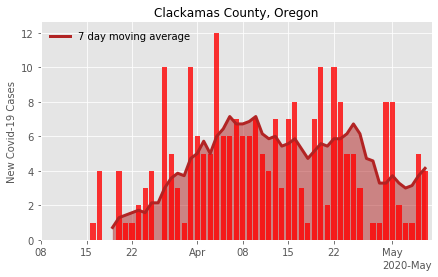 Clackamas County, Oregon
7 day moving average
New Covid-19 Cases
12
10
8
6
4
2
0
08 15 22 Apr 08 15 22 May
2020-May